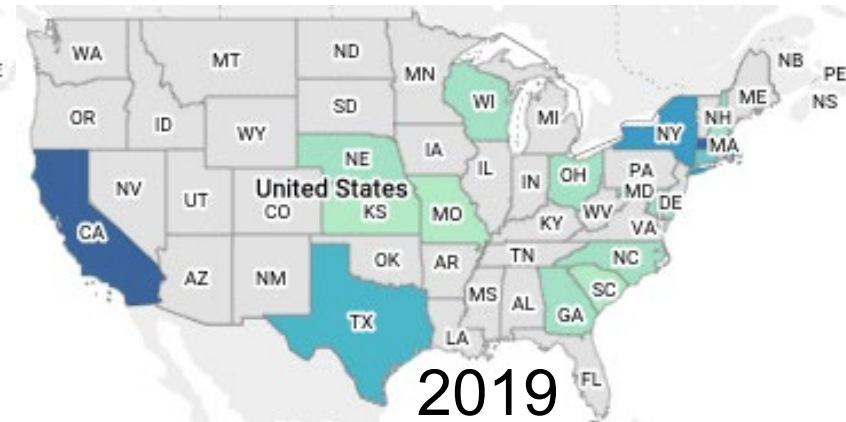 WA
MT
ND
MN
NB
PE
ME
NS
OR
ID
SD
WI
MI
NH
WY
NY
MA
IA
NE
IL
IN
OH
PA
NV
UT
United States
MD
DE
CO
KS
MO
WV
KY
VA
CA
TN
NC
OK
AR
AZ
NM
SC
MS
AL
GA
TX
LA
FL
2019